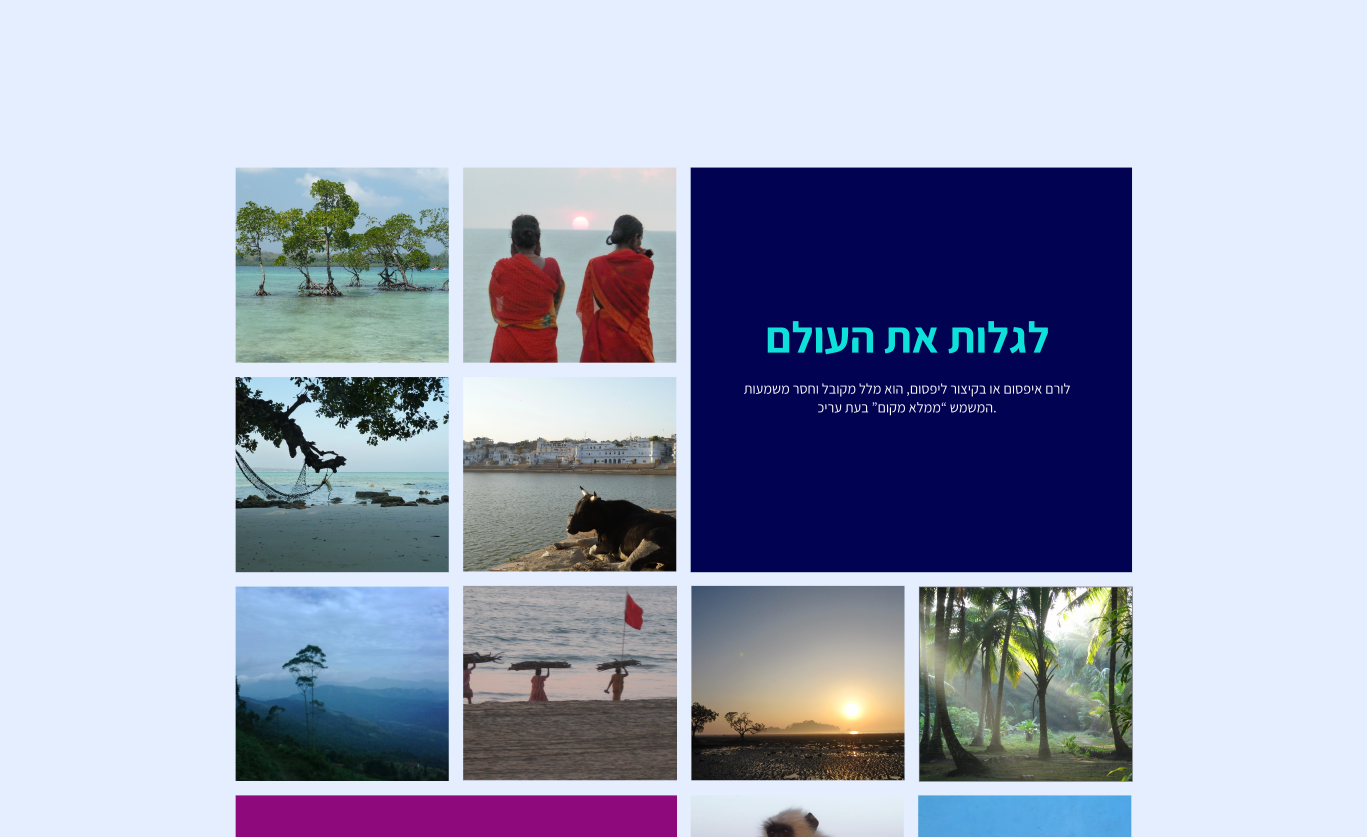 לגלות את העולם
לורם איפסום או בקיצור ליפסום, הוא מלל מקובל וחסר משמעות
המשמש “ממלא מקום” בעת עריכ.